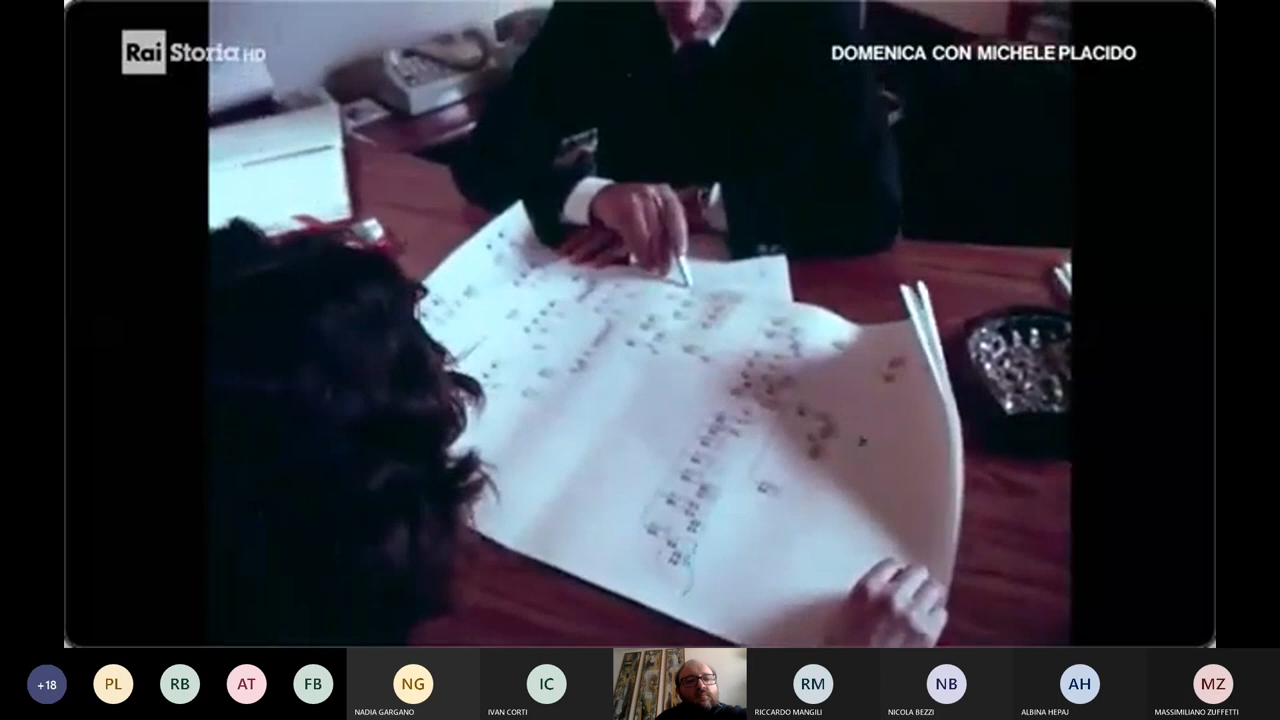 Rai Storia HD
DOMENICA CON MICHELE PLACIDO
+18
PL
RB
AT
FB
NG
IC
RM
NB
AH
MZ
NADIA GARGANO
IVAN CORTI
RICCARDO MANGILI
NICOLA BEZZI
ALBINA HEPAJ
MASSIMILIANO ZUFFETTI